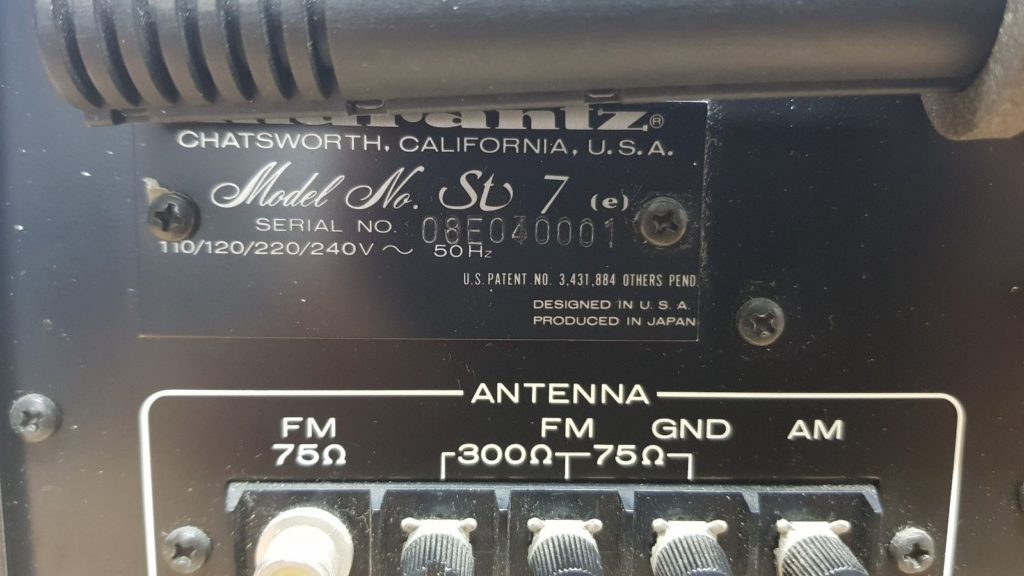 marantz®
CHATSWORTH, CALIFORNIA, U.S.A.
Model No. St 7 (e)
SERIAL NO. 08E040001
110/120/220/240V ~ 50Hz
U.S. PATENT NO. 3,431,884 OTHERS PEND
DESIGNED IN U.S.A.
PRODUCED IN JAPAN
ANTENNA
FM FM GND AM
75Ω 300Ω 75Ω